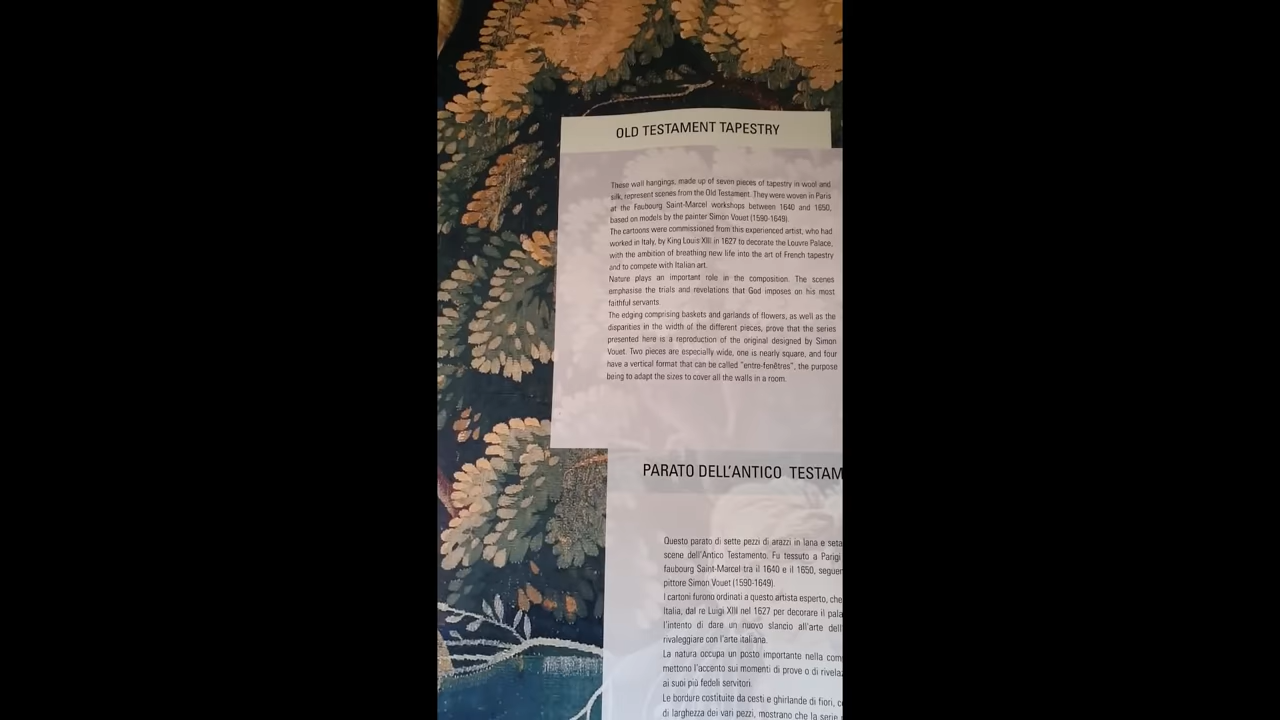 OLD TESTAMENT TAPESTRY
These wall hangings, made up of seven pieces of tapestry in wool and
silk, represent scenes from the Old Testament. They were woven in Paris
at the Faubourg Saint-Marcel workshops between 1640 and 1650,
based on models by the painter Simon Vouet (1590-1649).
The cartoons were commissioned from this experienced artist, who had
worked in Italy, by King Louis XIII in 1627 to decorate the Louvre Palace,
with the ambition of breathing new life into the art of French tapestry
and to compete with Italian art.
Nature plays an important role in the composition. The scenes
emphasise the trials and revelations that God imposes on his most
faithful servants.
The edging comprising baskets and garlands of flowers, as well as the
disparities in the width of the different pieces, prove that the series
presented here is a reproduction of the original designed by Simon
Vouet. Two pieces are especially wide, one is nearly square, and four
have a vertical format that can be called "entre-fenêtres", the purpose
being to adapt the sizes to cover all the walls in a room.
PARATO DELL'ANTICO TESTAM
Questo parato di sette pezzi di arazzi in lana e seta
scene dell'Antico Testamento. Fu tessuto a Parigi
faubourg Saint-Marcel tra il 1640 e il 1650, seguen
pittore Simon Vouet (1590-1649).
I cartoni furono ordinati a questo artista esperto, che
Italia, dal re Luigi XIII nel 1627 per decorare il pala
l'intento di dare un nuovo slancio all'arte dell
rivaleggiare con l'arte italiana.
La natura occupa un posto importante nella com
mettono l'accento sui momenti di prove o di rivela
ai suoi più fedeli servitori.
Le bordure costituite da cesti e ghirlande di fiori, c
di larghezza dei vari pezzi, mostrano che la serie